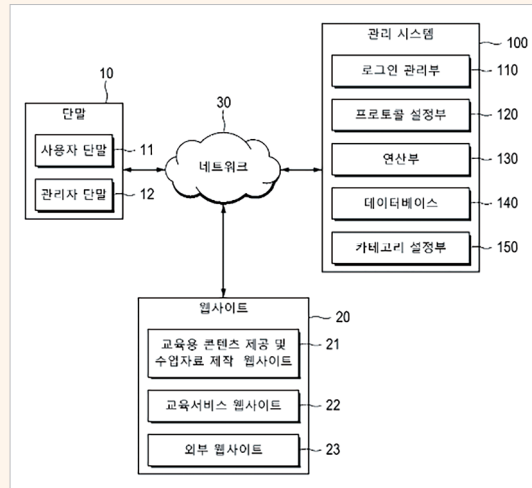 10
단말
사용자 단말
11
관리자 단말
12
30
네트워크
관리 시스템
100
로그인 관리부
110
프로토콜 설정부
120
연산부
130
데이터베이스
140
카테고리 설정부
150
웹사이트
20
교육용 콘텐츠 제공 및
수업자료 제작 웹사이트
21
교육서비스 웹사이트
22
외부 웹사이트
23